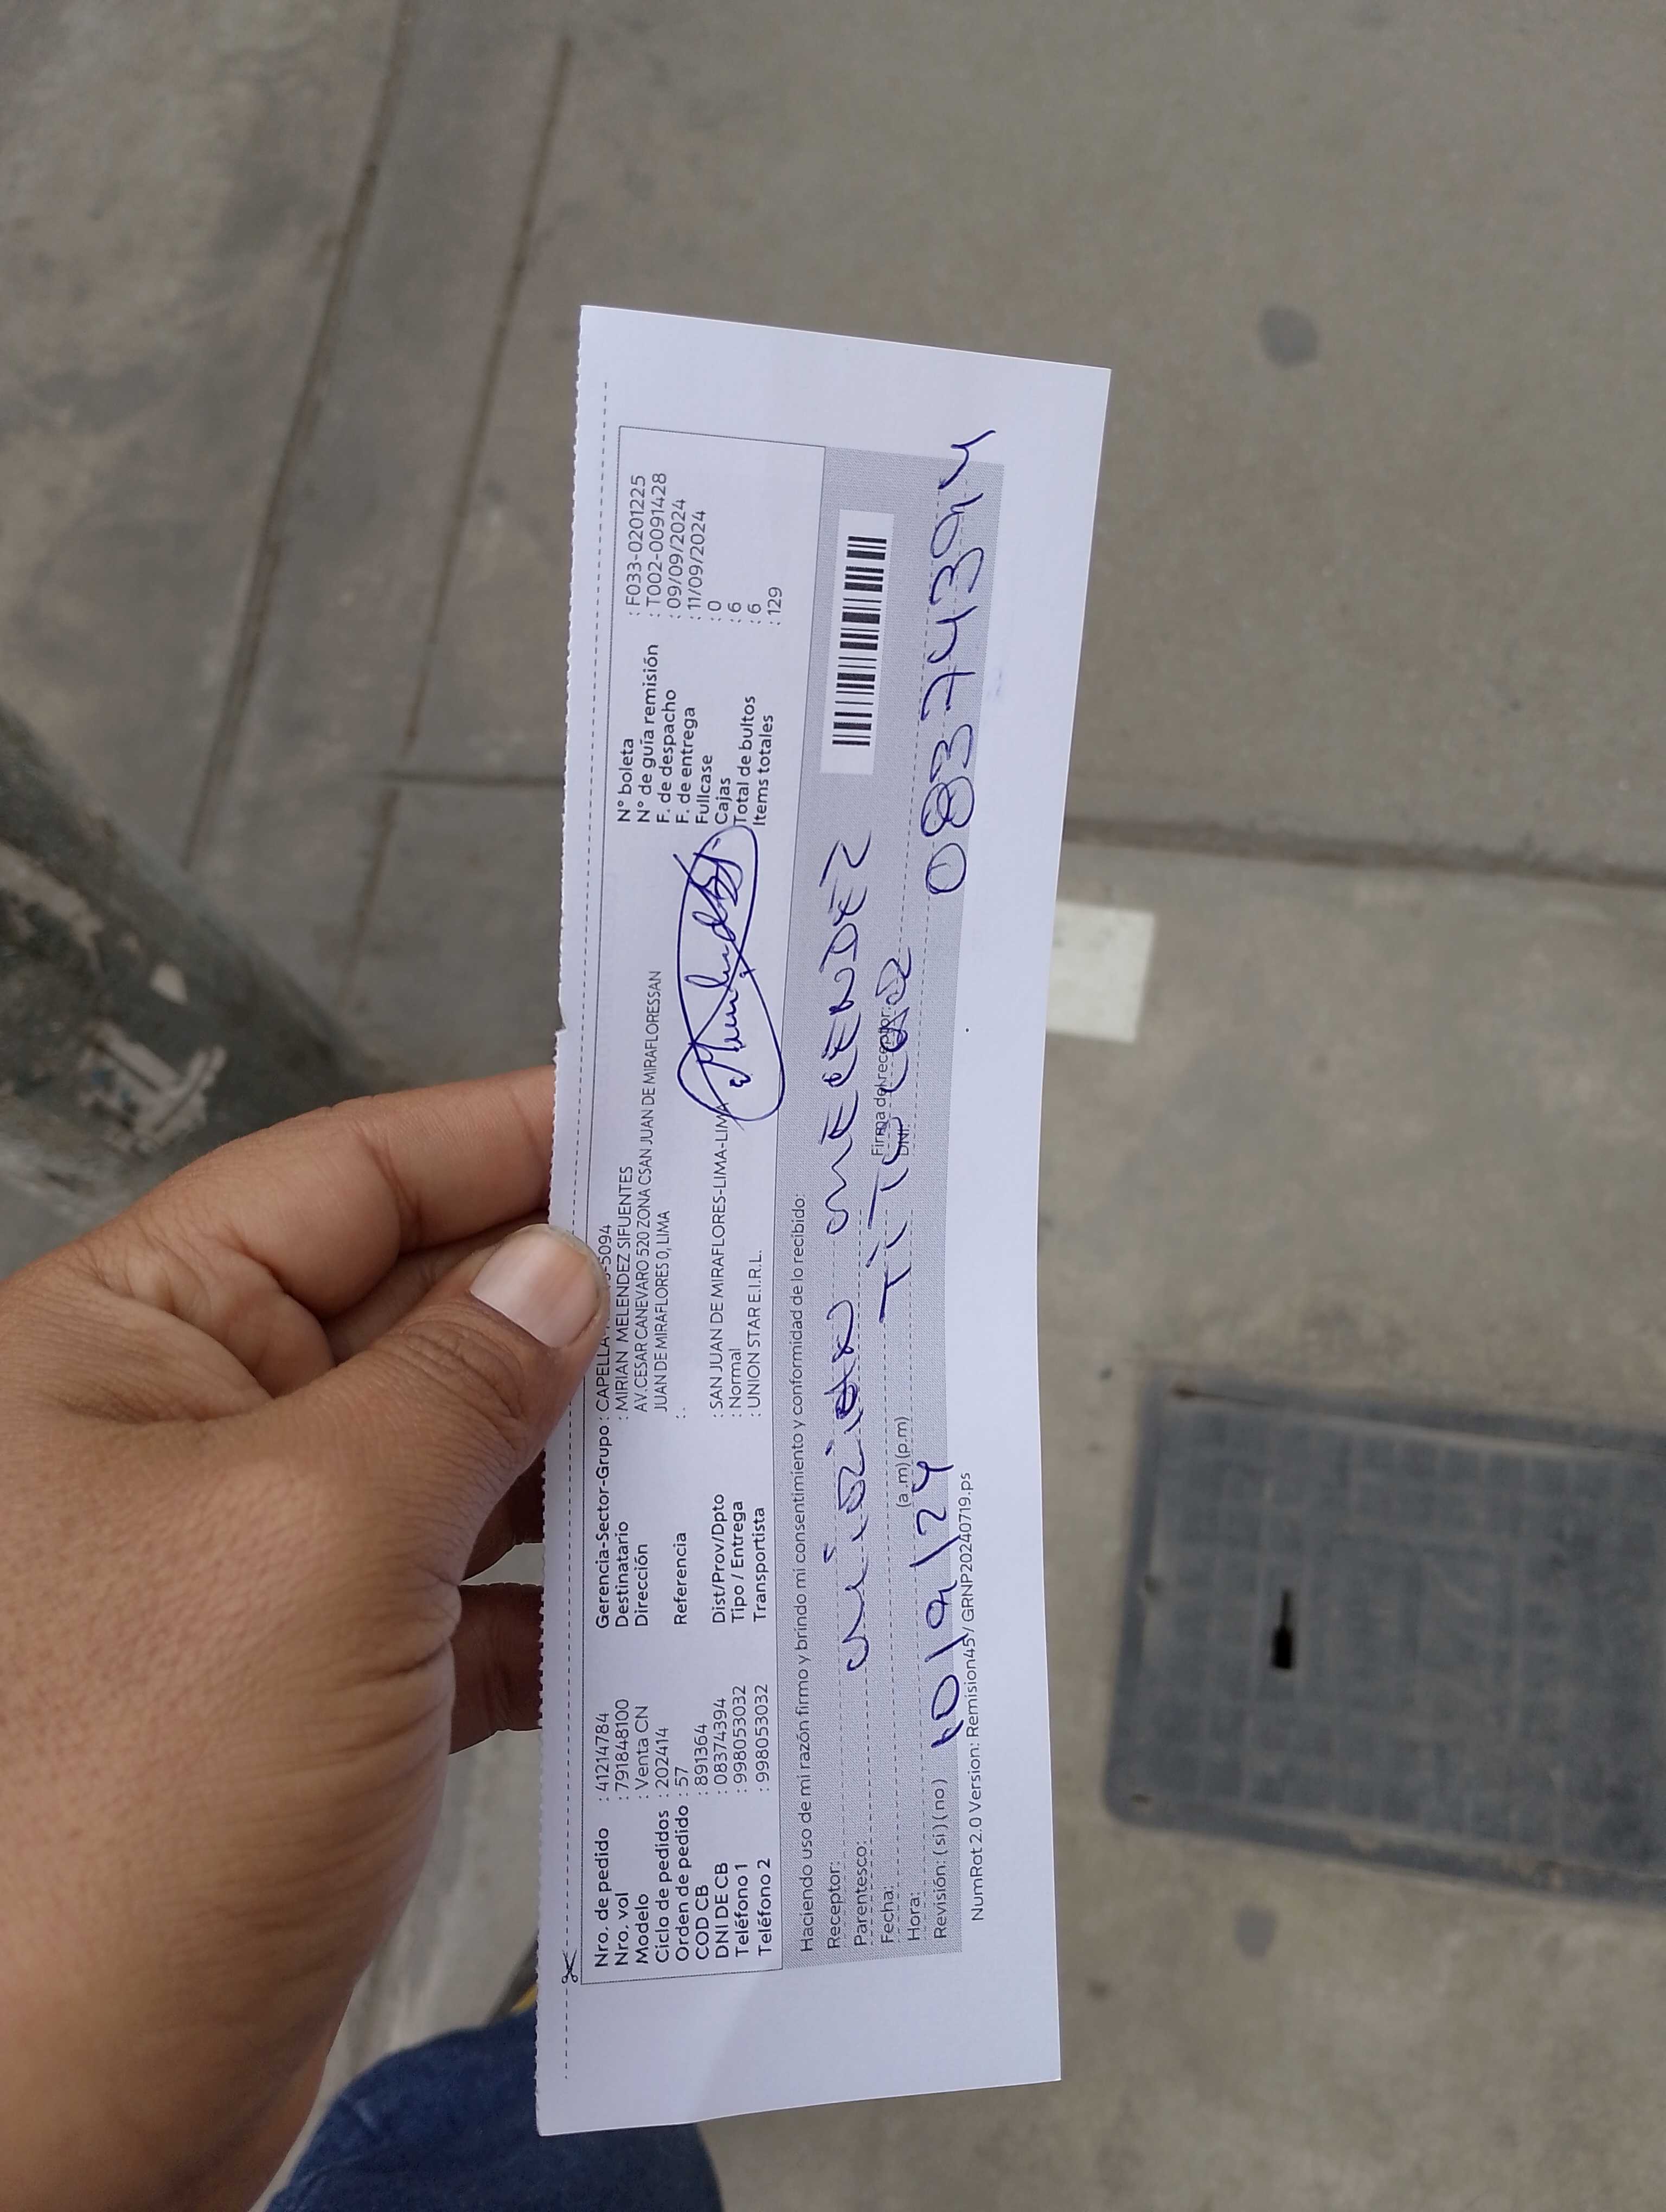 Nro. de pedido : 41214784
Nro. vol : 791848100
Modelo : Venta CN
Ciclo de pedidos : 202414
Orden de pedido : 57
COD CB : 891364
DNI DE CB : 08374394
Teléfono 1 : 998053032
Teléfono 2 : 998053032
Gerencia-Sector-Grupo : CAPELLA 5094
Destinatario : MIRIAN MELENDEZ SIFUENTES
Dirección AV.CESAR CANEVARO 520 ZONA CSAN JUAN DE MIRAFLORESSAN
JUAN DE MIRAFLORES 0, LIMA
Referencia : .
Dist/Prov/Dpto : SAN JUAN DE MIRAFLORES-LIMA-LIMA
Tipo / Entrega : Normal
Transportista : UNION STAR E.I.R.L.
N° boleta : F033-0201225
N° de guía remisión : T002-0091428
F. de despacho : 09/09/2024
F. de entrega : 11/09/2024
Fullcase : 0
Cajas : 6
Total de bultos : 6
Items totales : 129
Haciendo uso de mi razón firmo y brindo mi consentimiento y conformidad de lo recibido:
Receptor: MIRIAN MELENDEZ
Parentesco: TITULAR
Fecha: 10/9/24
Hora: (a.m) (p.m)
Revisión: ( si ) ( no )
Firma del receptor:
DNI: 08374394
NumRot 2.0 Version: Remision45 / GRNP20240719.ps